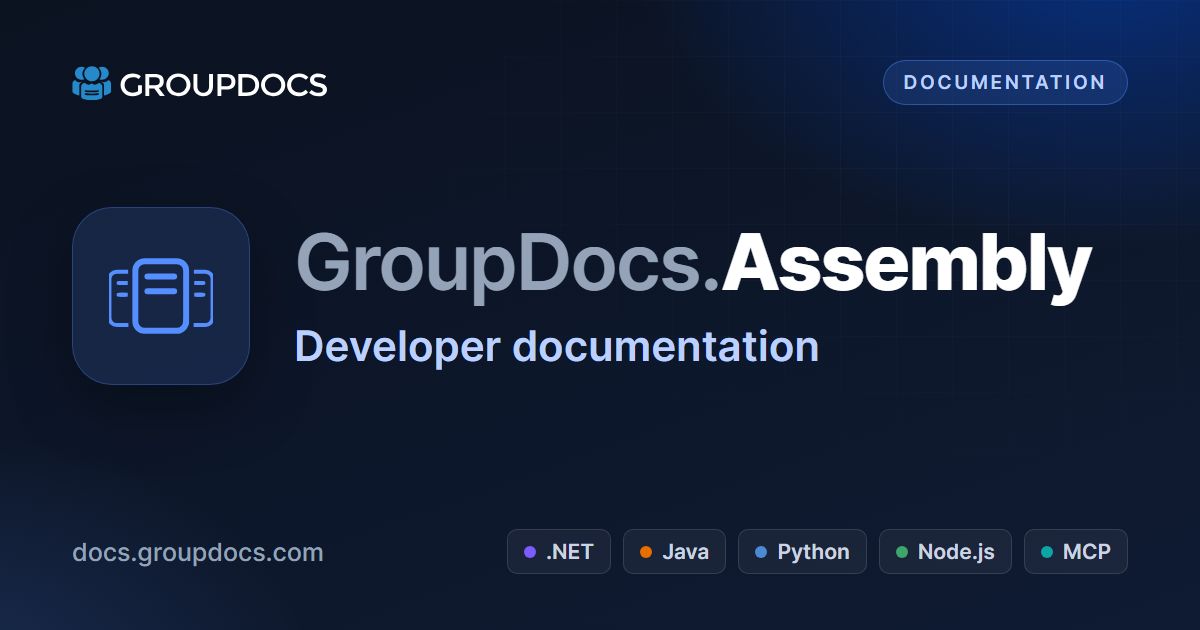 GROUPDOCS
DOCUMENTATION
GroupDocs.Assembly
Developer documentation
docs.groupdocs.com
.NET
Java
Python
Node.js
MCP